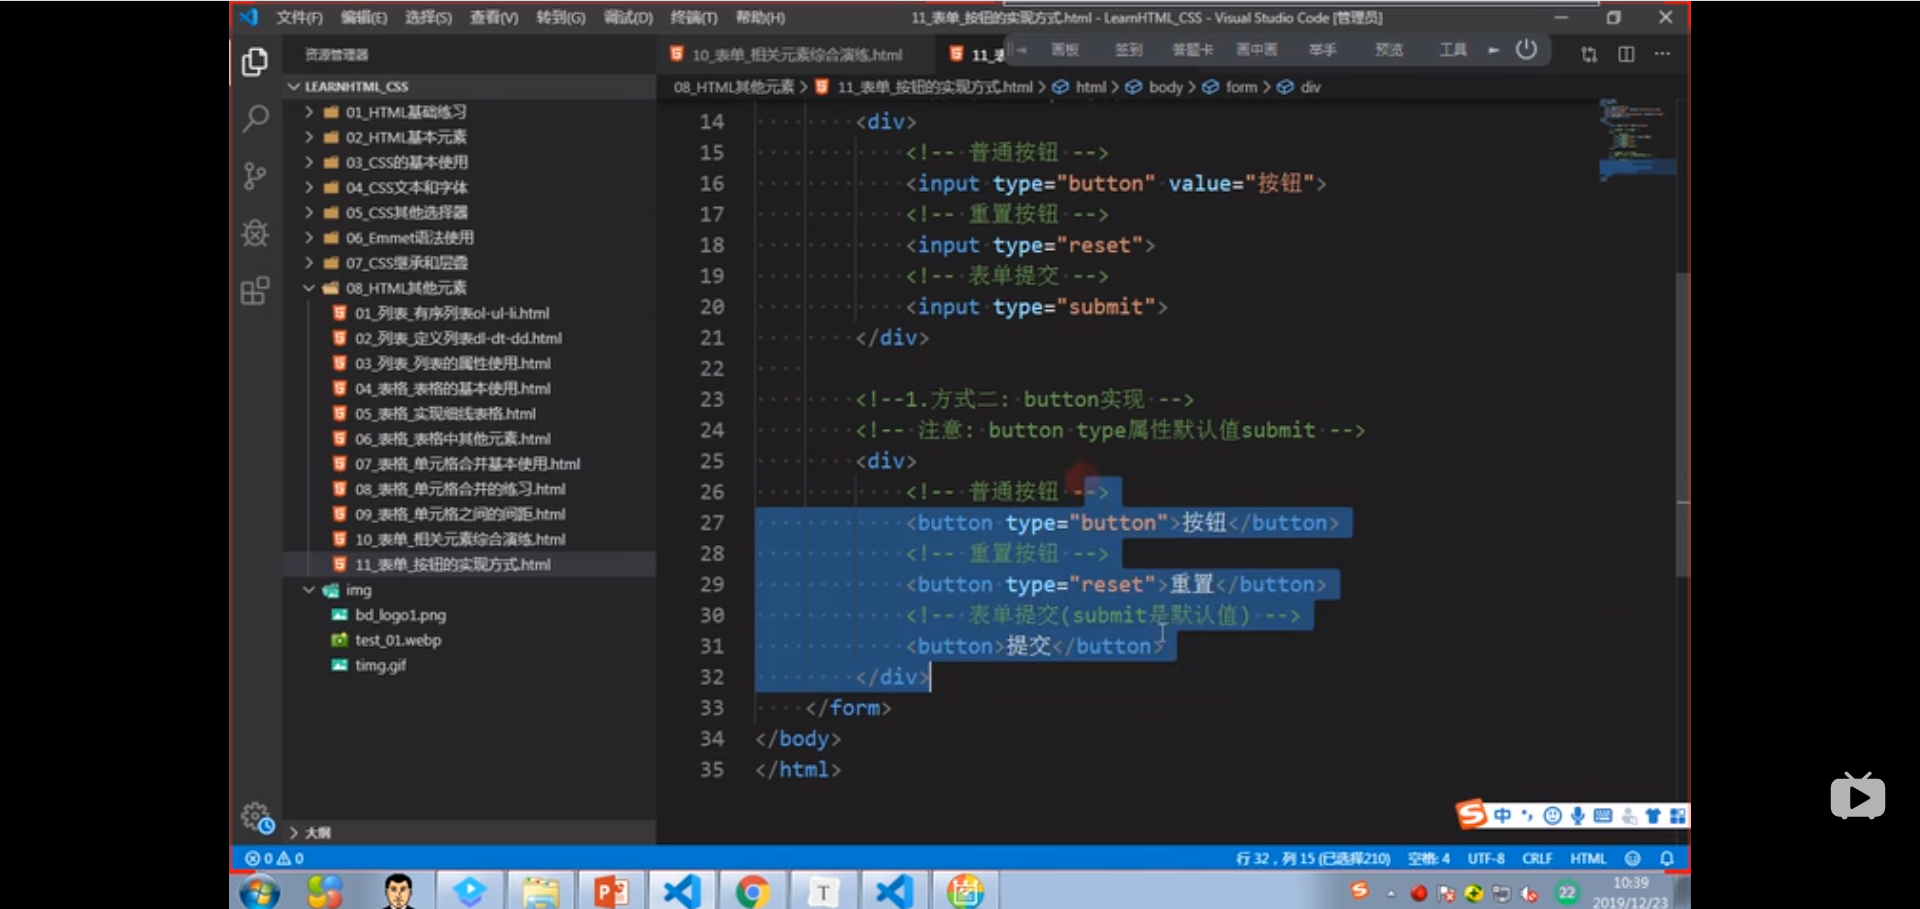 文件(F) 编辑(E) 选择(S) 查看(V) 转到(G) 调试(D) 终端(T) 帮助(H) 11_表单_按钮的实现方式.html - LearnHTML_CSS - Visual Studio Code [管理员]
资源管理器
10_表单_相关元素综合演练.html
画板 签到 答题卡 画中画 举手 预览 工具
LEARNHTML_CSS
08_HTML其他元素 > 11_表单_按钮的实现方式.html > html > body > form > div
01_HTML基础练习
02_HTML基本元素
03_CSS的基本使用
04_CSS文本和字体
05_CSS其他选择器
06_Emmet语法使用
07_CSS继承和层叠
08_HTML其他元素
01_列表_有序列表ol-ul-li.html
02_列表_定义列表dl-dt-dd.html
03_列表_列表的属性使用.html
04_表格_表格的基本使用.html
05_表格_实现细线表格.html
06_表格_表格中其他元素.html
07_表格_单元格合并基本使用.html
08_表格_单元格合并的练习.html
09_表格_单元格之间的间距.html
10_表单_相关元素综合演练.html
11_表单_按钮的实现方式.html
img
bd_logo1.png
test_01.webp
timg.gif
大纲
14 <div>
15 <!-- 普通按钮 -->
16 <input type="button" value="按钮">
17 <!-- 重置按钮 -->
18 <input type="reset">
19 <!-- 表单提交 -->
20 <input type="submit">
21 </div>
22
23 <!--1.方式二: button实现 -->
24 <!-- 注意: button type属性默认值submit -->
25 <div>
26 <!-- 普通按钮 -->
27 <button type="button">按钮</button>
28 <!-- 重置按钮 -->
29 <button type="reset">重置</button>
30 <!-- 表单提交(submit是默认值) -->
31 <button>提交</button>
32 </div>
33 </form>
34 </body>
35 </html>
中
0 0 行 32，列 15 (已选择210) 空格: 4 UTF-8 CRLF HTML
22
10:39
2019/12/23